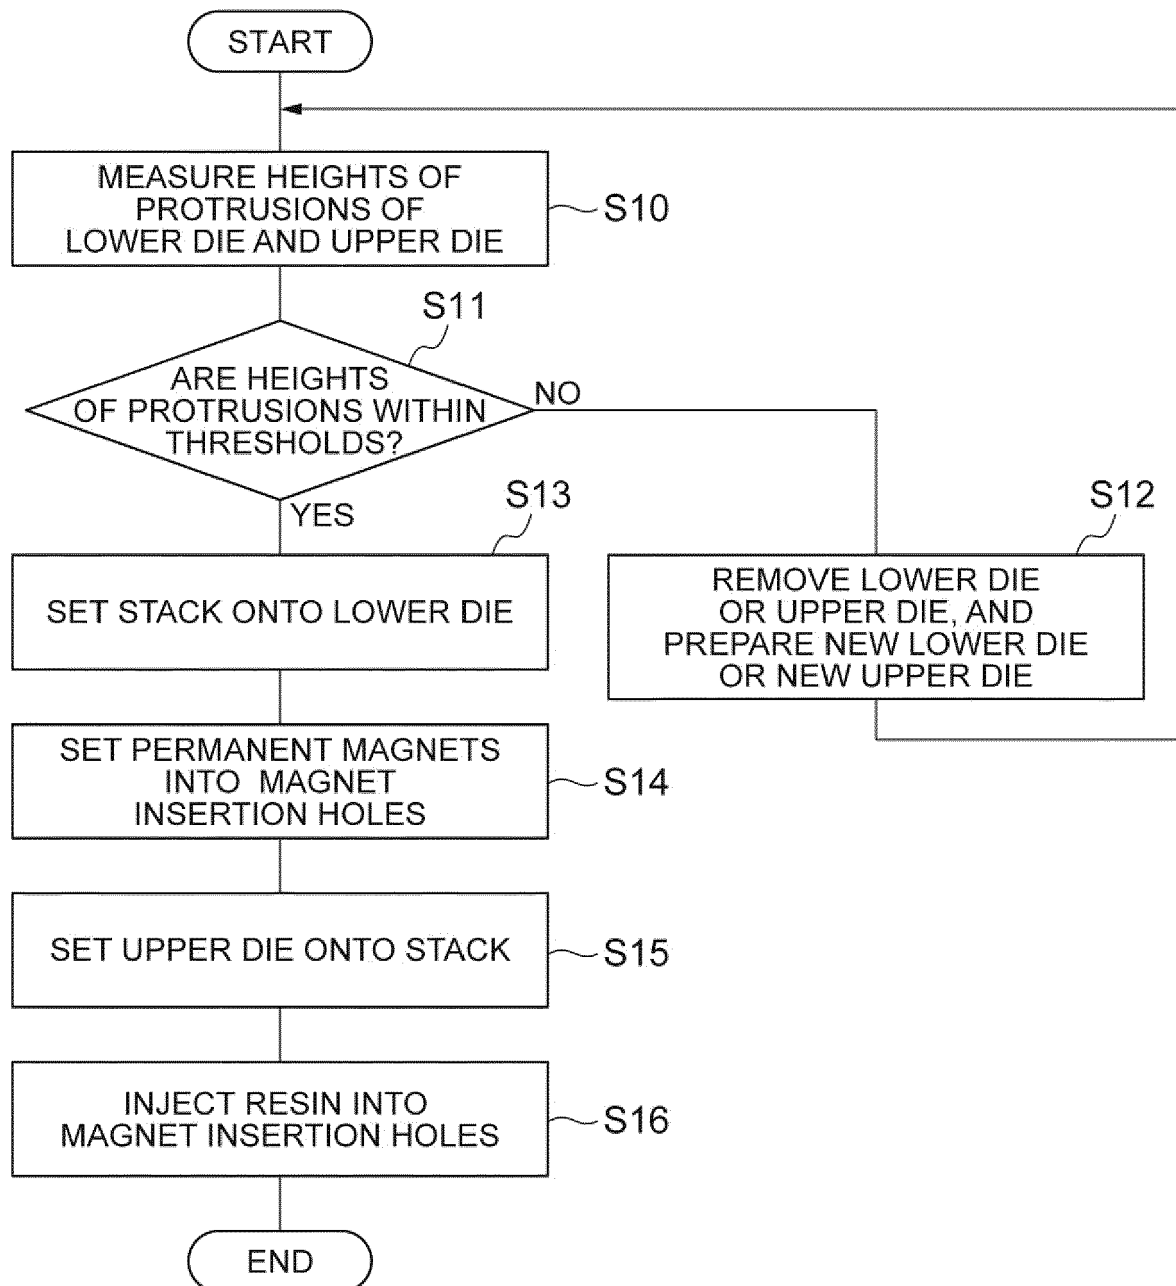 START
MEASURE HEIGHTS OF
PROTRUSIONS OF
LOWER DIE AND UPPER DIE
S10
S11
ARE HEIGHTS
OF PROTRUSIONS WITHIN
THRESHOLDS?
NO
YES
S13
SET STACK ONTO LOWER DIE
S12
REMOVE LOWER DIE
OR UPPER DIE, AND
PREPARE NEW LOWER DIE
OR NEW UPPER DIE
SET PERMANENT MAGNETS
INTO MAGNET
INSERTION HOLES
S14
SET UPPER DIE ONTO STACK
S15
INJECT RESIN INTO
MAGNET INSERTION HOLES
S16
END